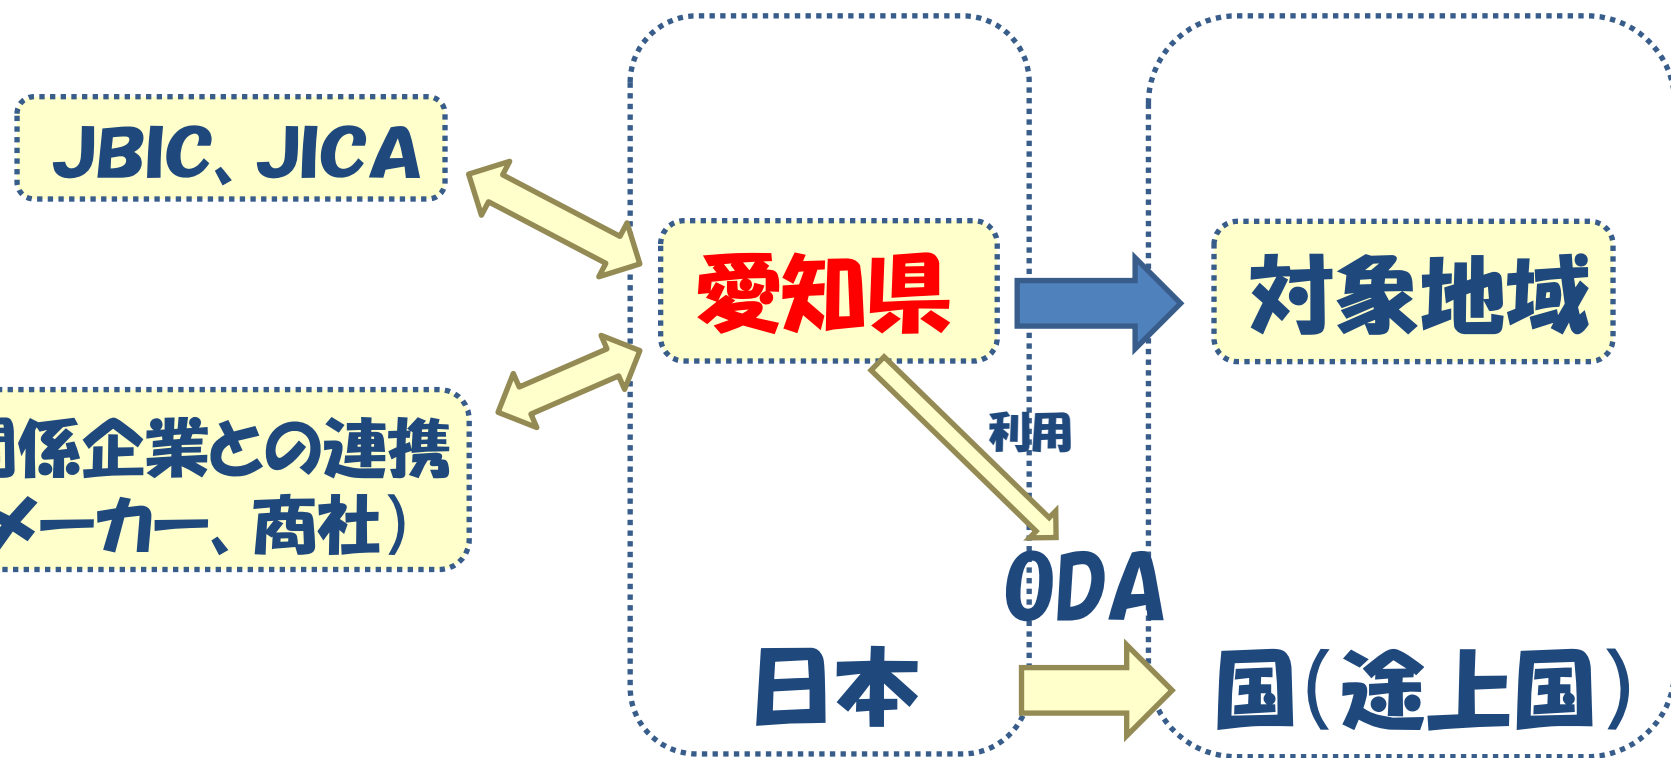 JBIC、JICA
愛知県
対象地域
係企業との連携
メーカー、商社）
利用
ODA
日本
国（途上国）